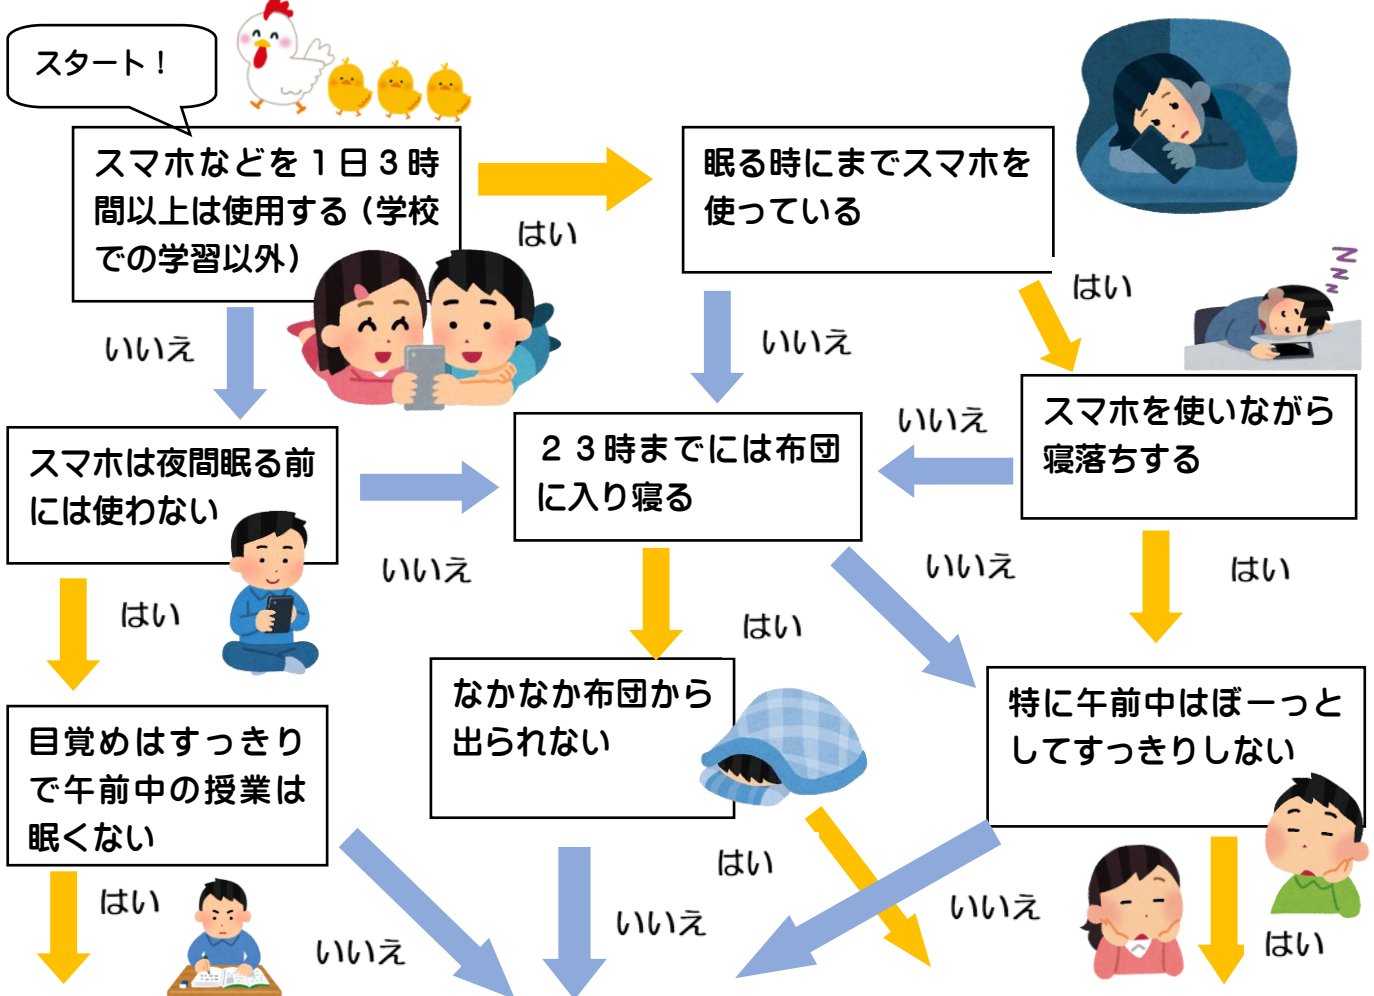 スタート！
スマホなどを１日３時
間以上は使用する（学校
での学習以外）
はい
眠る時にまでスマホを
使っている
はい
いいえ
いいえ
スマホは夜間眠る前
には使わない
２３時までには布団
に入り寝る
いいえ
スマホを使いながら
寝落ちする
いいえ
いいえ
はい
はい
はい
目覚めはすっきり
で午前中の授業は
眠くない
なかなか布団から
出られない
特に午前中はぼーっと
してすっきりしない
はい
いいえ
はい
いいえ
いいえ
はい
ZZZ